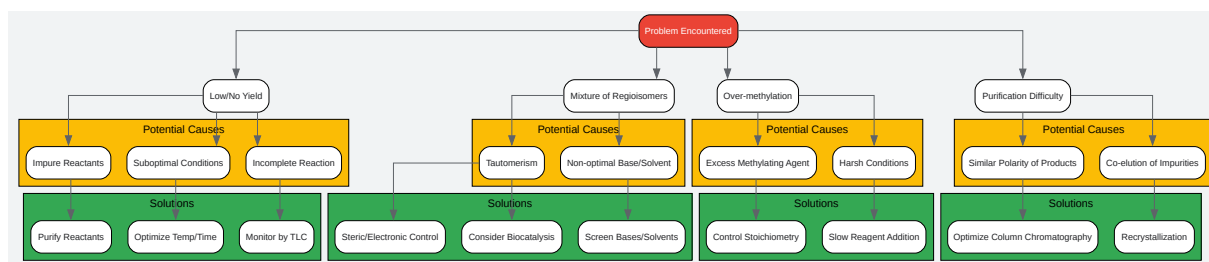 Problem Encountered
Low/No Yield
Mixture of Regioisomers
Over-methylation
Purification Difficulty
Potential Causes
Potential Causes
Potential Causes
Potential Causes
Impure Reactants
Suboptimal Conditions
Incomplete Reaction
Tautomerism
Non-optimal Base/Solvent
Excess Methylating Agent
Harsh Conditions
Similar Polarity of Products
Co-elution of Impurities
Solutions
Solutions
Solutions
Solutions
Purify Reactants
Optimize Temp/Time
Monitor by TLC
Steric/Electronic Control
Consider Biocatalysis
Screen Bases/Solvents
Control Stoichiometry
Slow Reagent Addition
Optimize Column Chromatography
Recrystallization